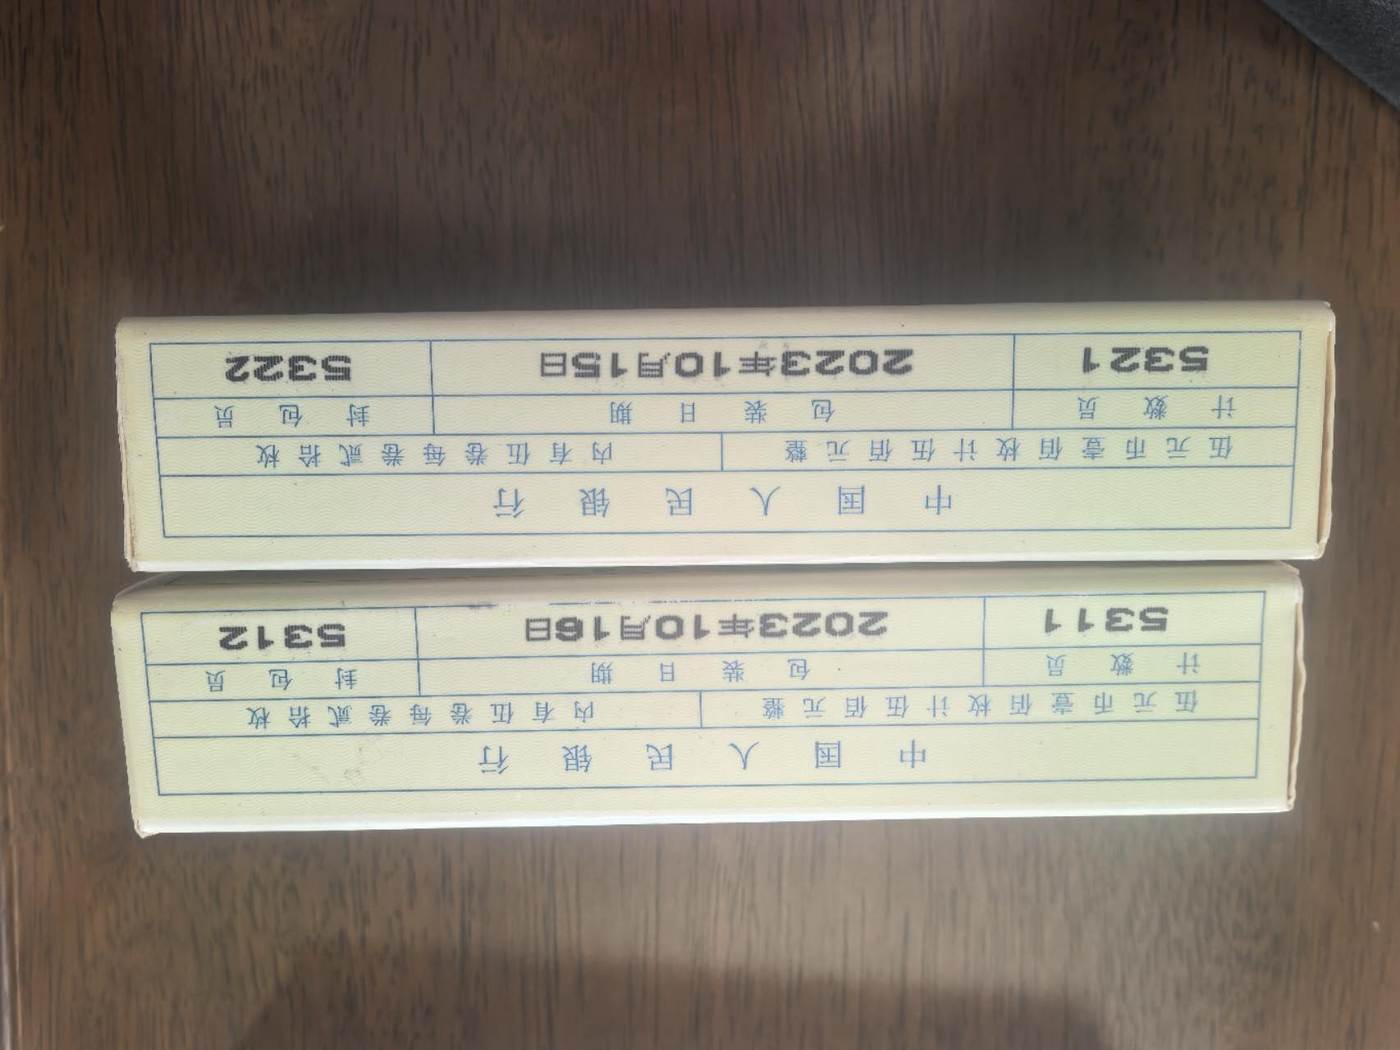 中国人民银行
伍元币壹佰枚计伍佰元整 内有伍卷每卷贰拾枚
计数员 包装日期 封包员
5311 2023年10月16日 5312
中国人民银行
伍元币壹佰枚计伍佰元整 内有伍卷每卷贰拾枚
计数员 包装日期 封包员
5321 2023年10月15日 5322